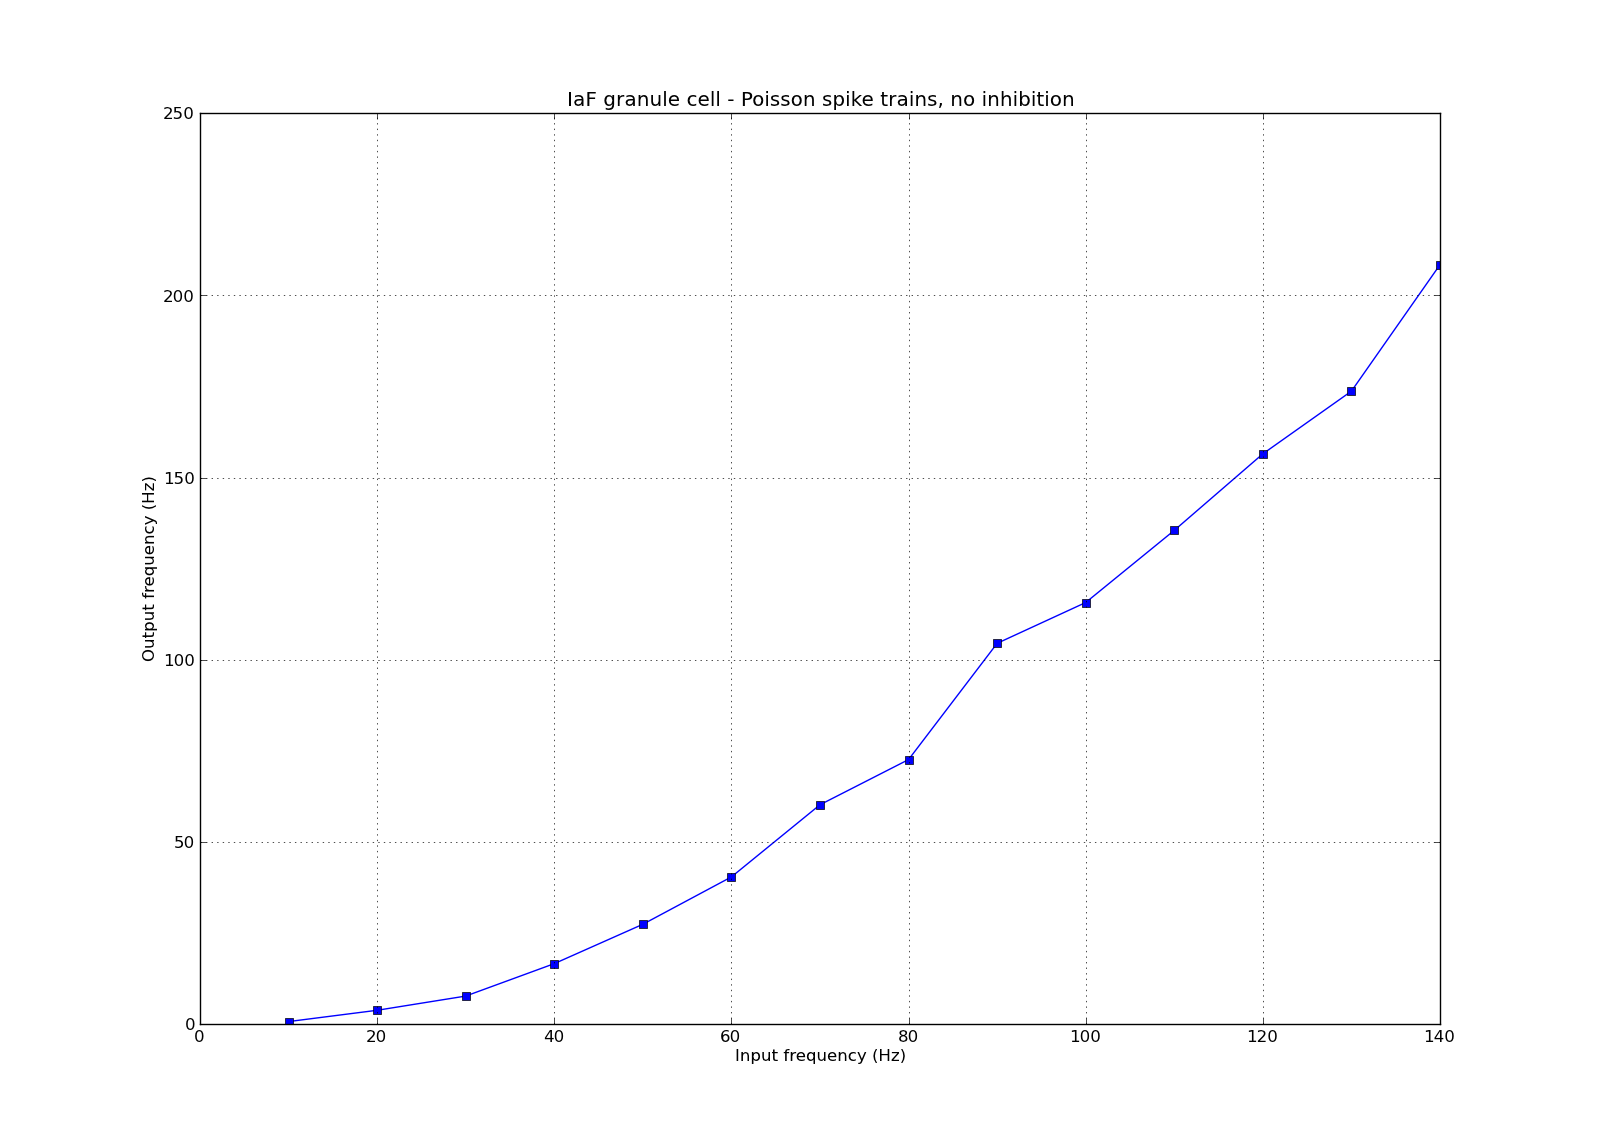 IaF granule cell - Poisson spike trains, no inhibition
250
200
150
100
50
0
Output frequency (Hz)
0 20 40 60 80 100 120 140
Input frequency (Hz)